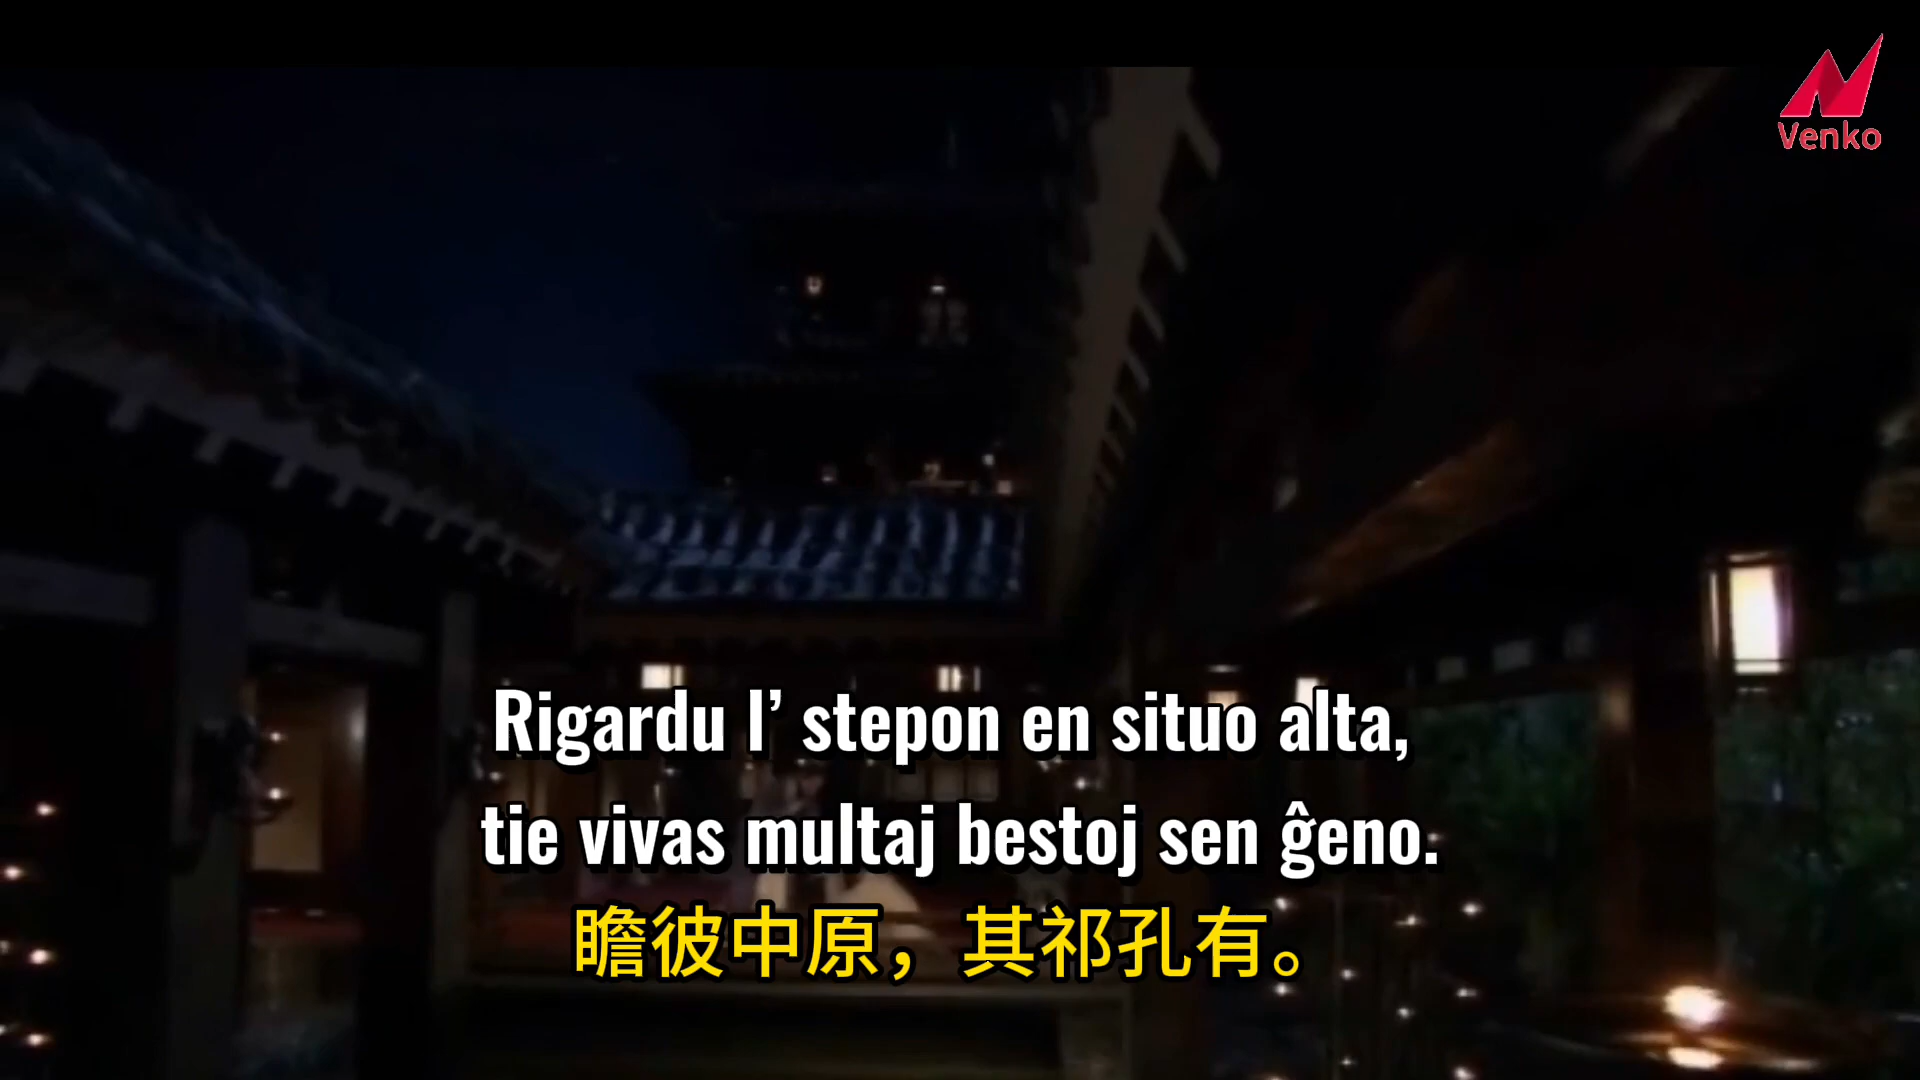 Venko
Rigardu l’ stepon en situo alta,
tie vivas multaj bestoj sen ĝeno.
瞻彼中原，其祁孔有。